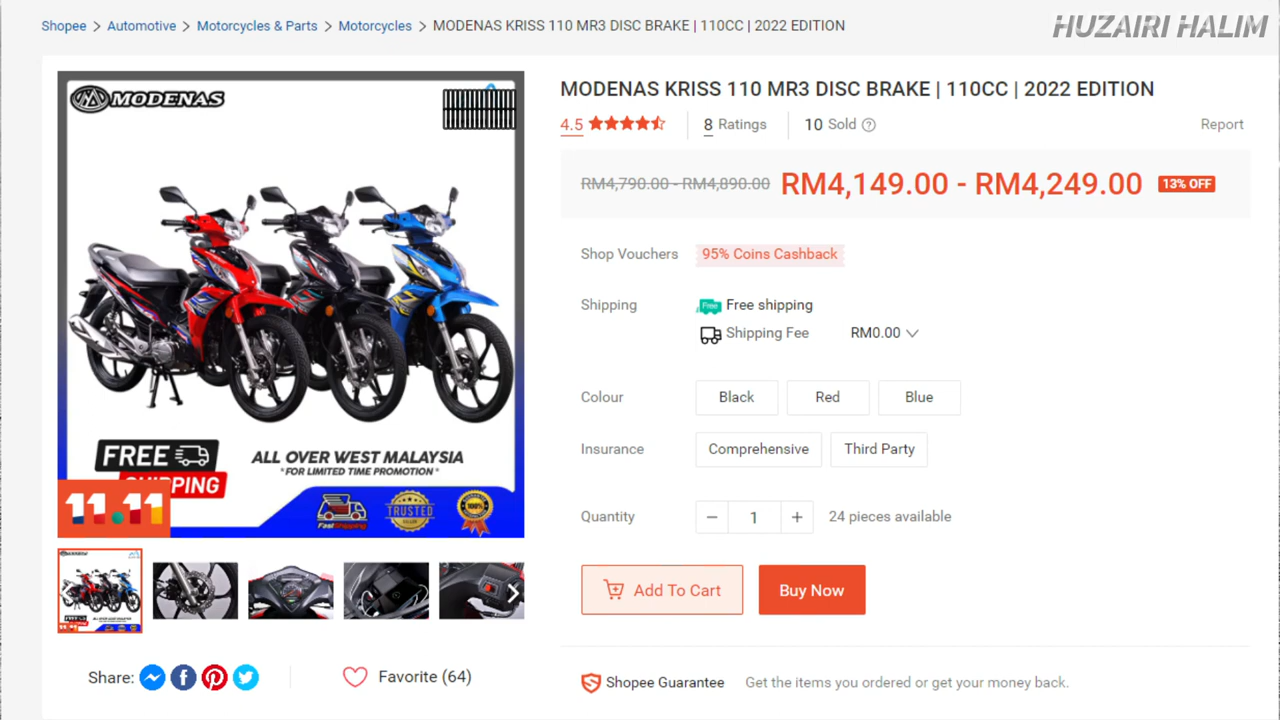 HUZAIRI HALIM
Shopee > Automotive > Motorcycles & Parts > Motorcycles > MODENAS KRISS 110 MR3 DISC BRAKE | 110CC | 2022 EDITION
MODENAS
MODENAS KRISS 110 MR3 DISC BRAKE | 110CC | 2022 EDITION
4.5
8 Ratings
10 Sold
Report
RM4,790.00 - RM4,890.00 RM4,149.00 - RM4,249.00 13% OFF
Shop Vouchers 95% Coins Cashback
Shipping Free Free shipping
Shipping Fee RM0.00
Colour Black Red Blue
Insurance Comprehensive Third Party
Quantity − 1 + 24 pieces available
Add To Cart Buy Now
FREE
SHIPPING
ALL OVER WEST MALAYSIA
*FOR LIMITED TIME PROMOTION*
11.11
Fast Shipping
TRUSTED
100%
Share:
Favorite (64)
Shopee Guarantee Get the items you ordered or get your money back.